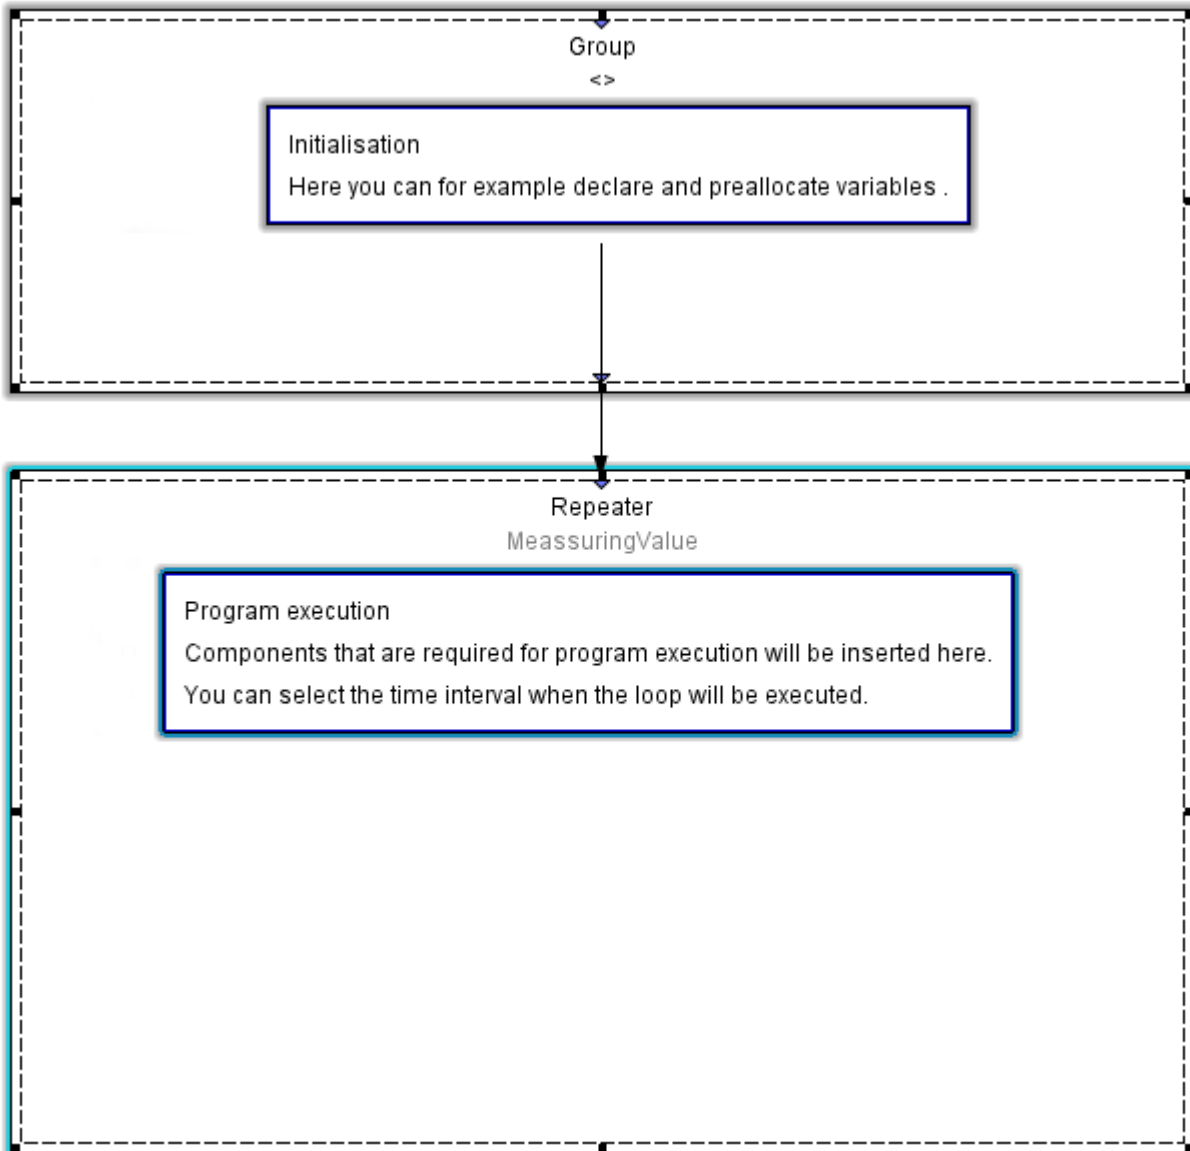 Group
<>
Initialisation
Here you can for example declare and preallocate variables .
Repeater
MeassuringValue
Program execution
Components that are required for program execution will be inserted here.
You can select the time interval when the loop will be executed.